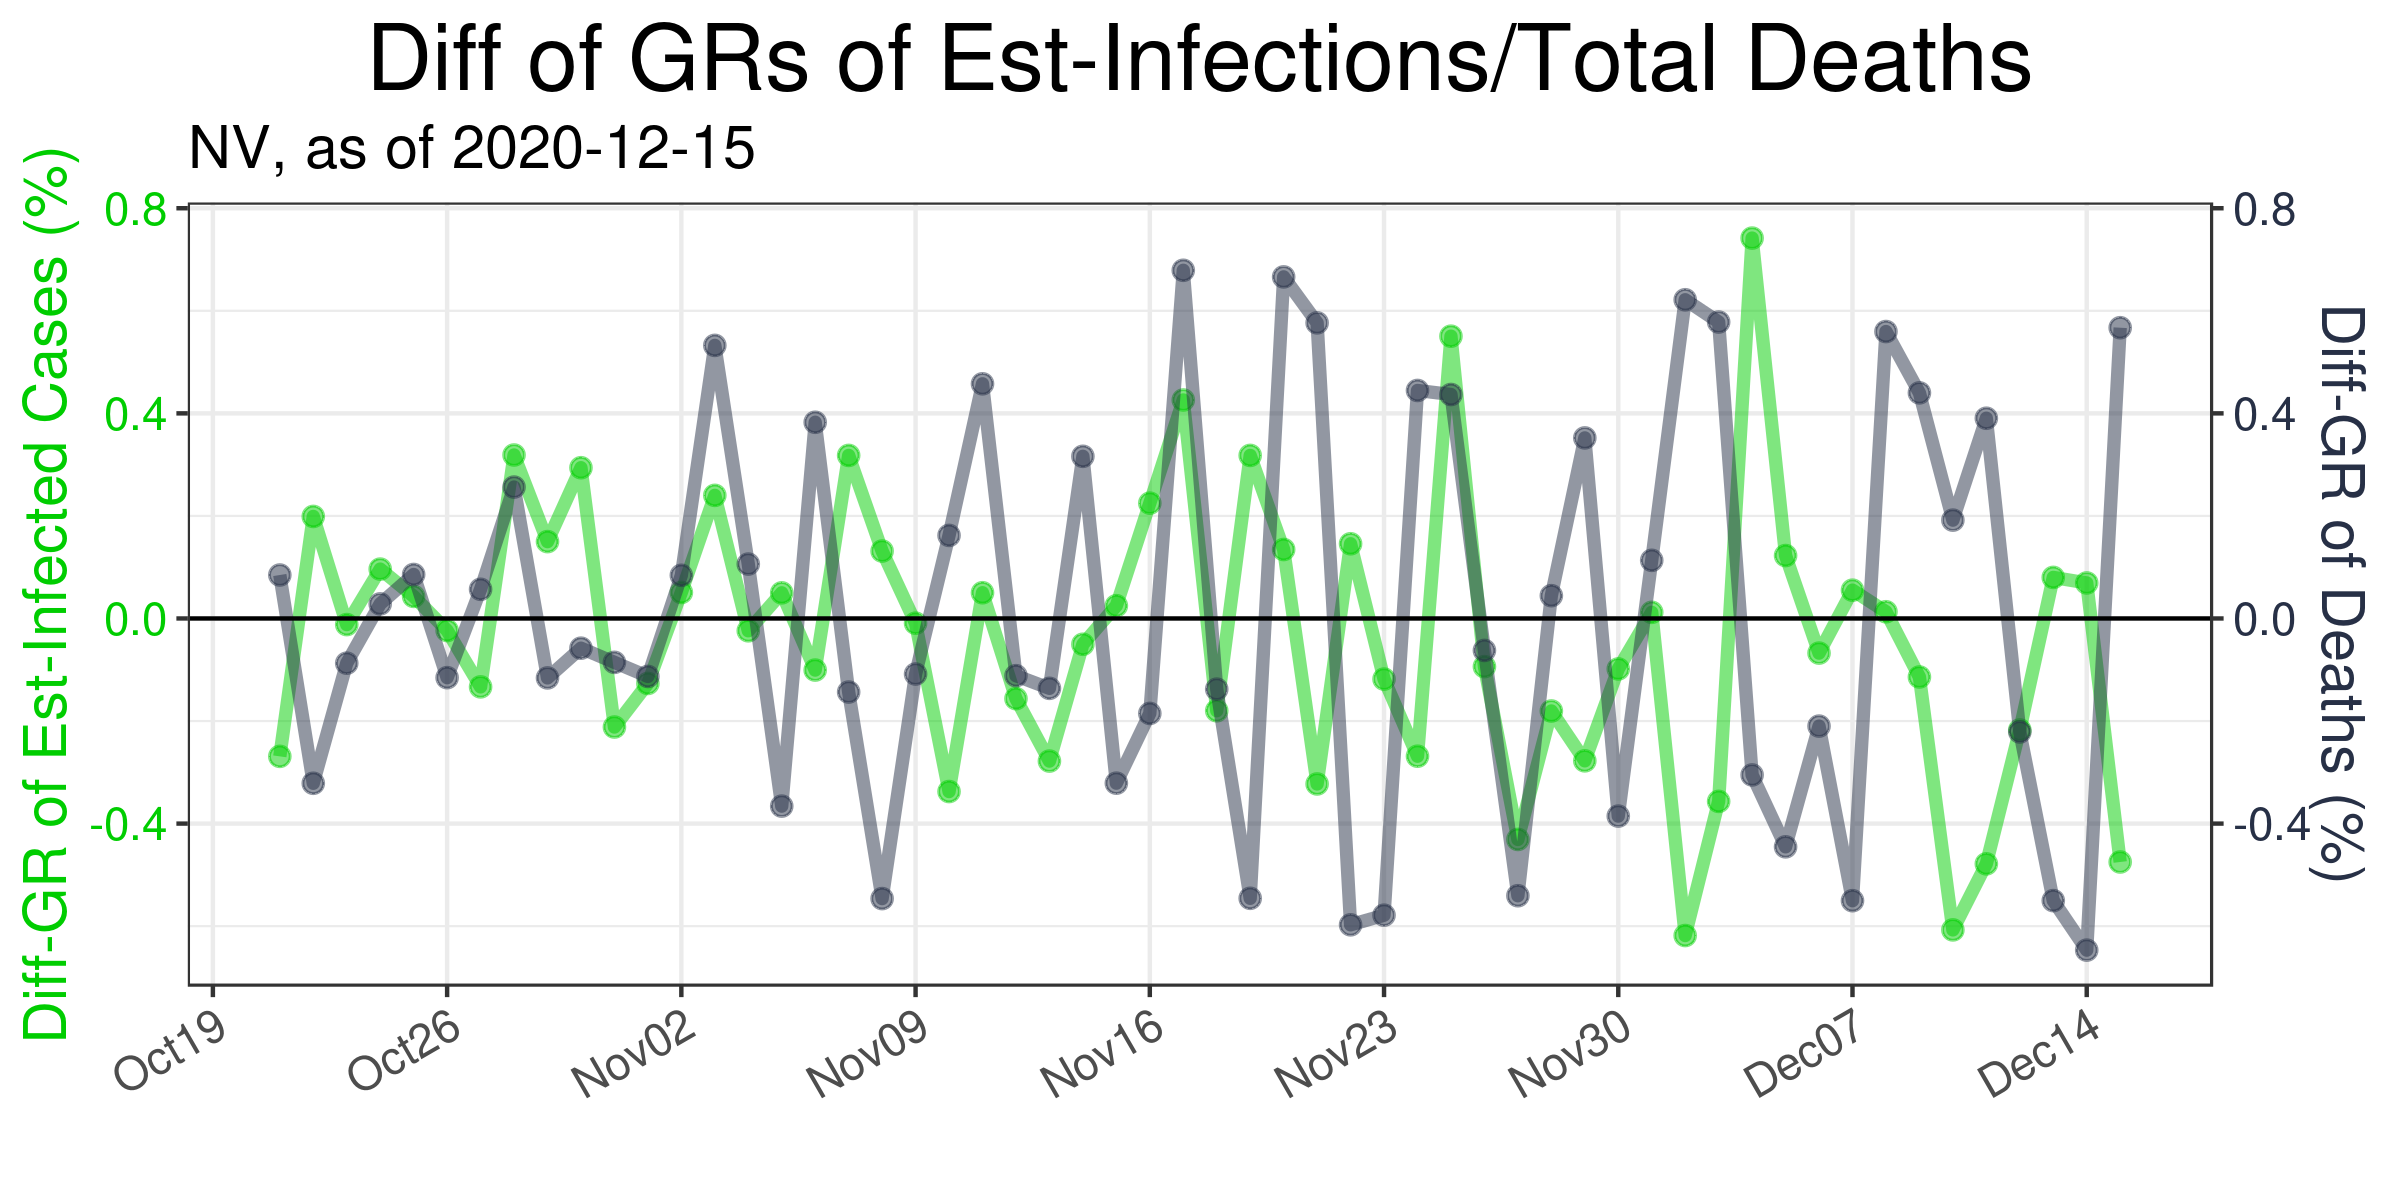 Diff of GRs of Est-Infections/Total Deaths
NV, as of 2020-12-15
Diff-GR of Est-Infected Cases (%)
0.8
0.4
0.0
-0.4
0.8
0.4
0.0
-0.4
Diff-GR of Deaths (%)
Oct19
Oct26
Nov02
Nov09
Nov16
Nov23
Nov30
Dec07
Dec14